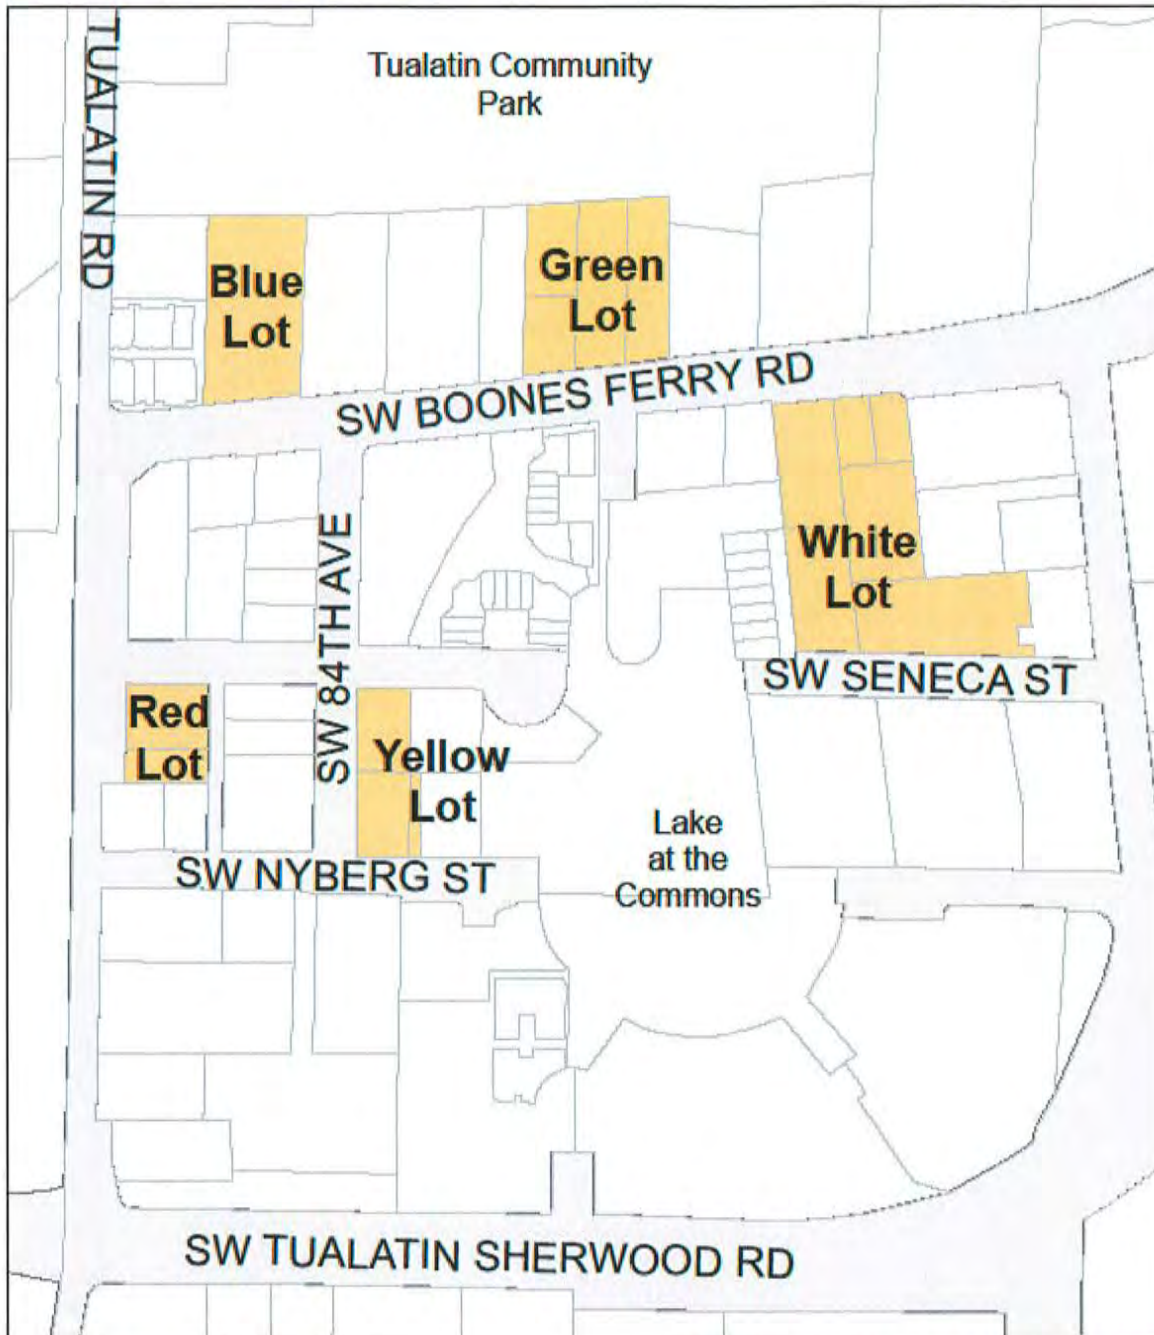 TUALATIN RD
Tualatin Community
Park
Blue
Lot
Green
Lot
SW BOONES FERRY RD
White
Lot
SW 84TH AVE
SW SENECA ST
Red
Lot
Yellow
Lot
Lake
at the
Commons
SW NYBERG ST
SW TUALATIN SHERWOOD RD